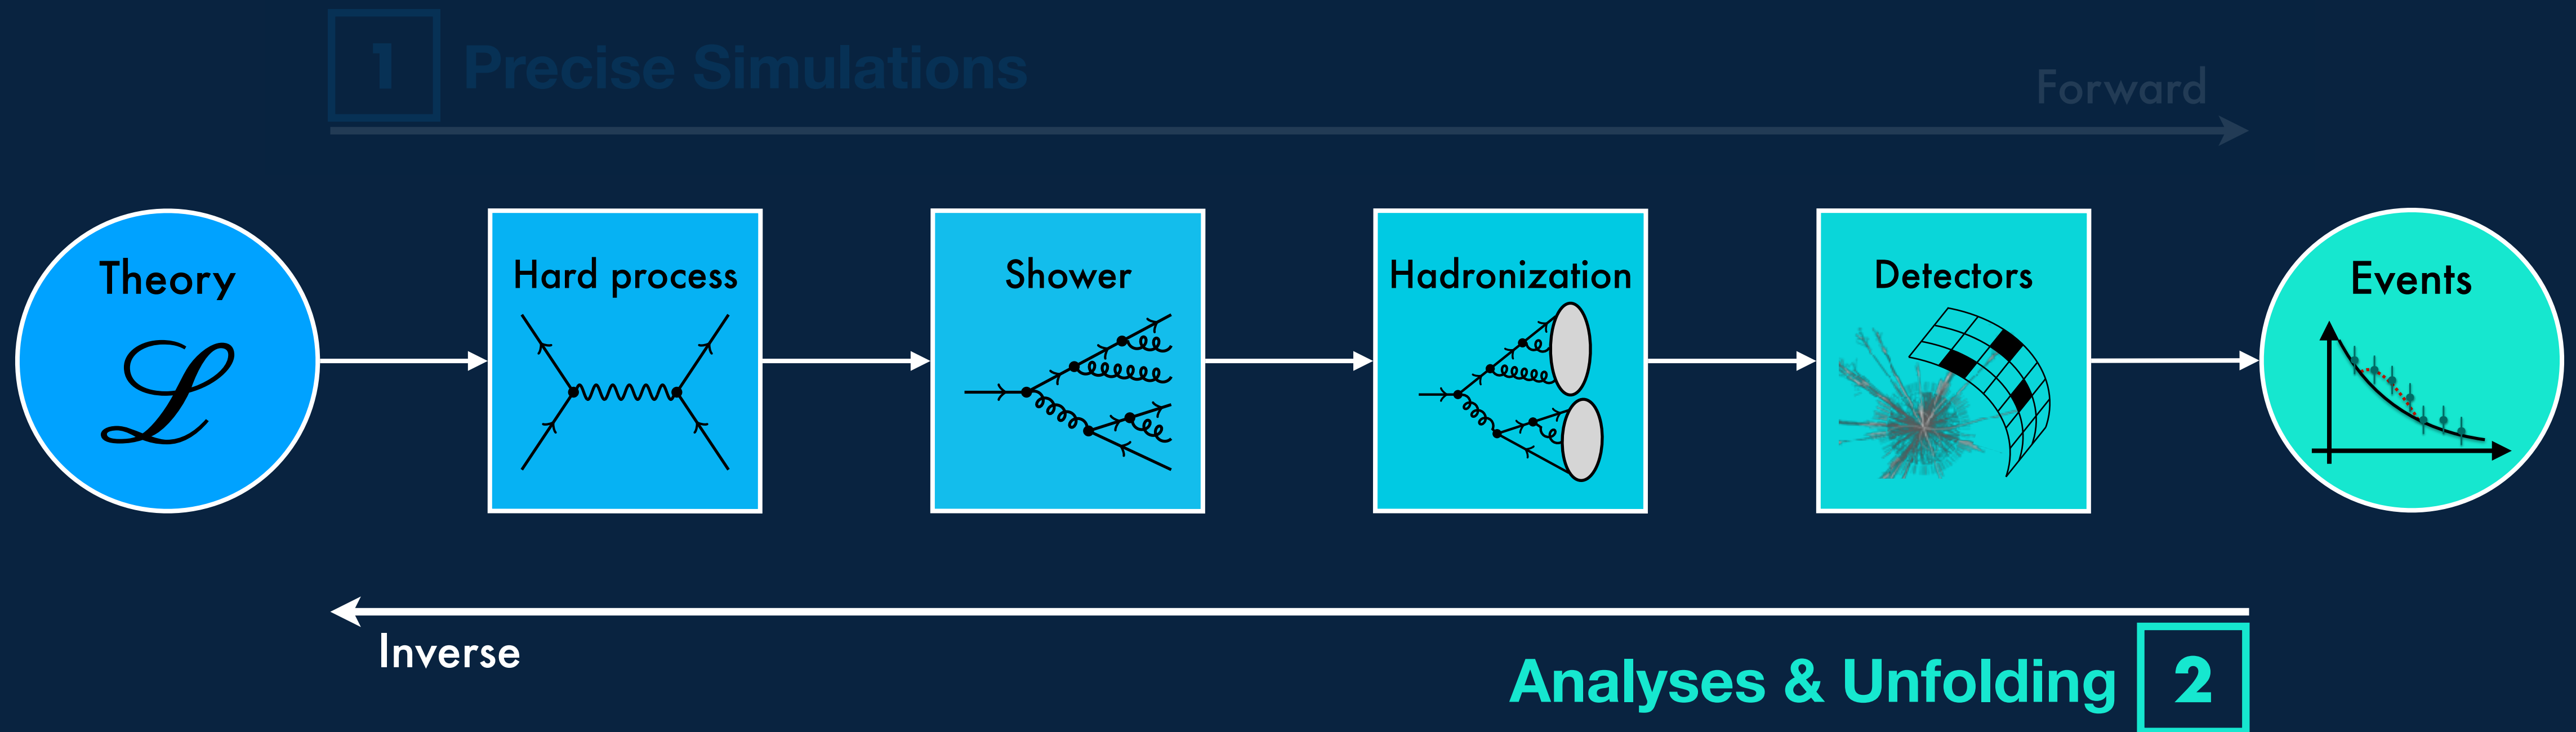 1 Precise Simulations
Forward
Theory
ℒ
Hard process
Shower
Hadronization
Detectors
Events
Inverse
Analyses & Unfolding 2